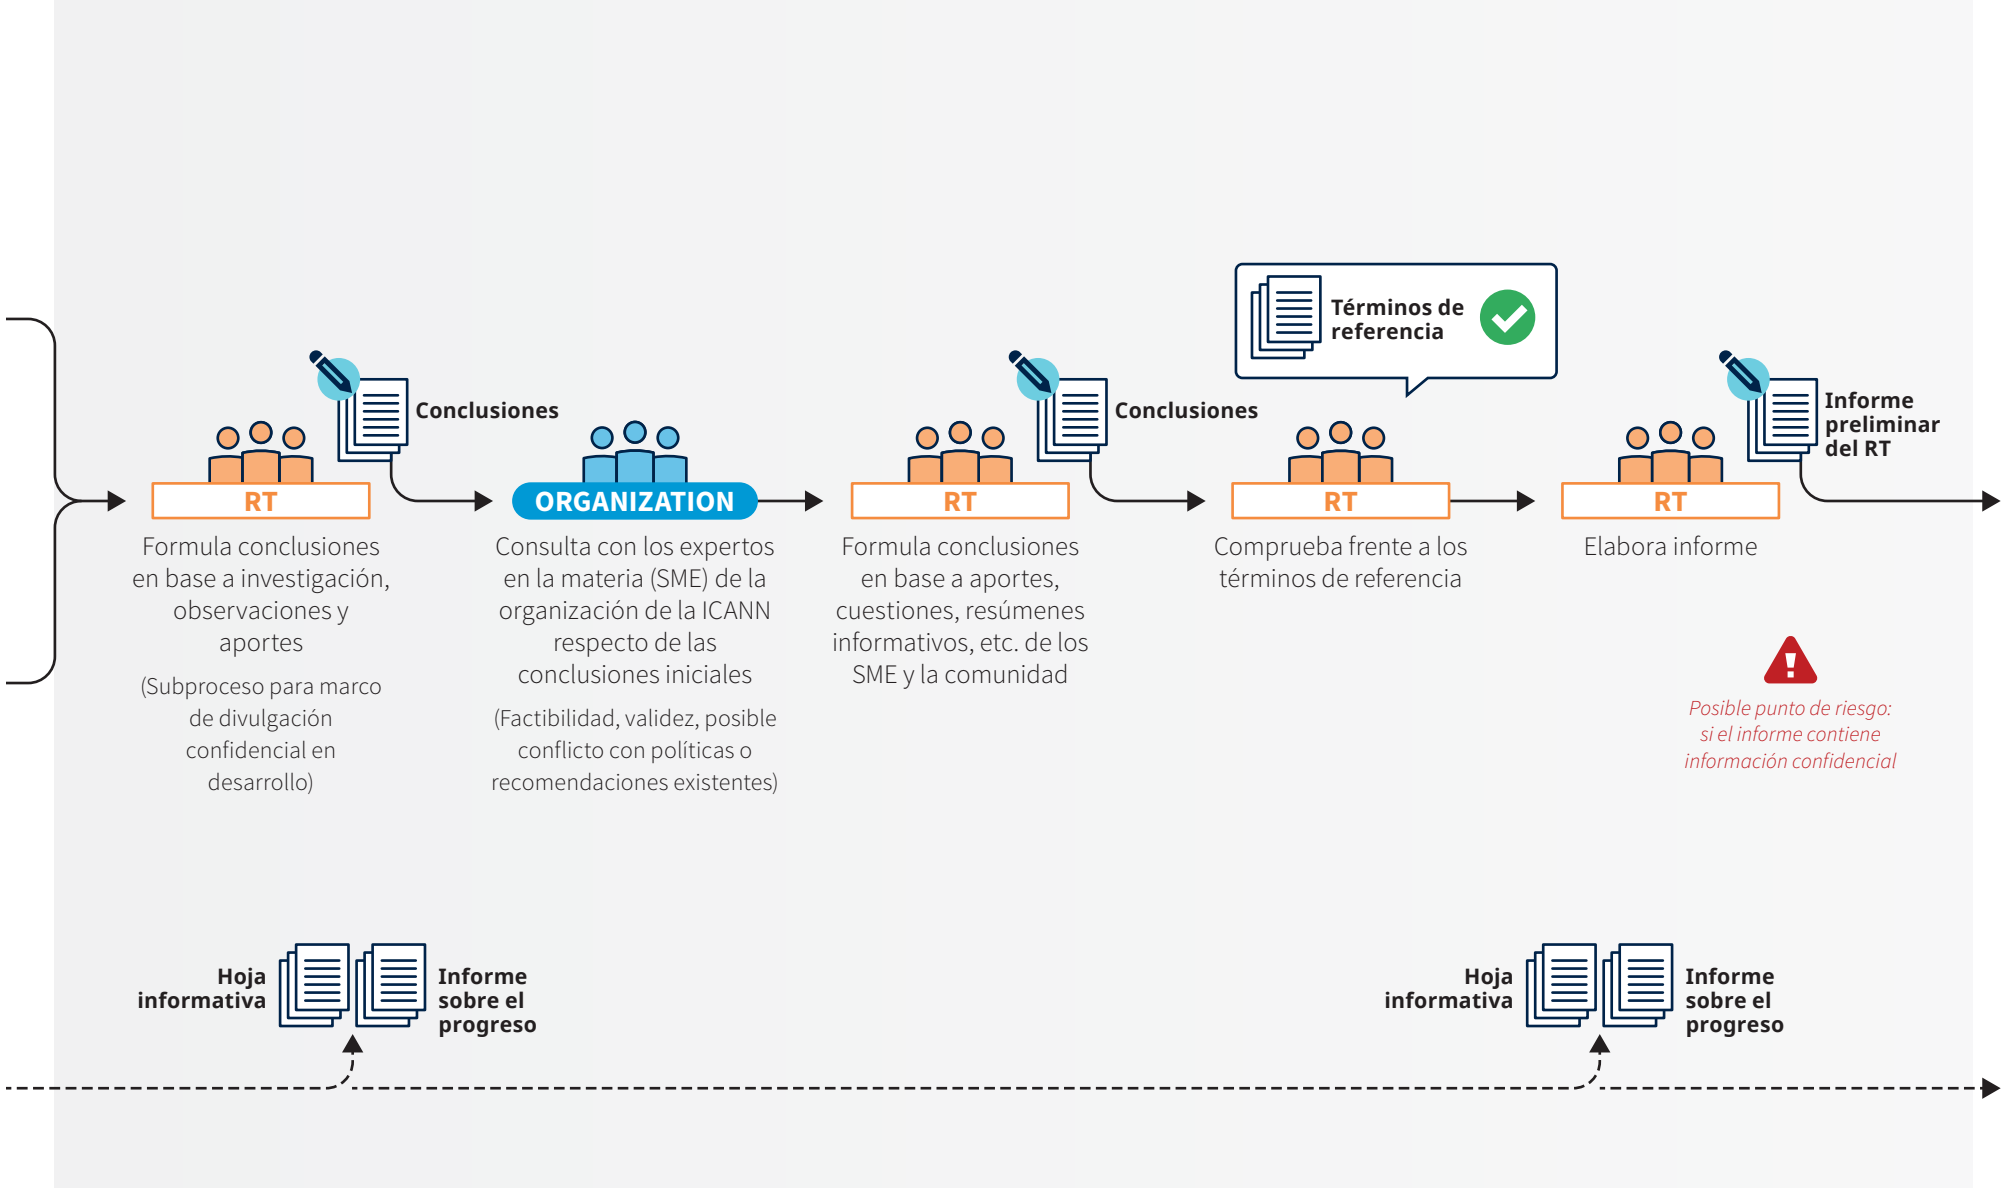 Términos de
referencia
Conclusiones
Conclusiones
Informe
preliminar
del RT
RT
Formula conclusiones
en base a investigación,
observaciones y
aportes
(Subproceso para marco
de divulgación
confidencial en
desarrollo)
ORGANIZATION
Consulta con los expertos
en la materia (SME) de la
organización de la ICANN
respecto de las
conclusiones iniciales
(Factibilidad, validez, posible
conflicto con políticas o
recomendaciones existentes)
RT
Formula conclusiones
en base a aportes,
cuestiones, resúmenes
informativos, etc. de los
SME y la comunidad
RT
Comprueba frente a los
términos de referencia
RT
Elabora informe
Posible punto de riesgo:
si el informe contiene
información confidencial
Hoja
informativa
Informe
sobre el
progreso
Hoja
informativa
Informe
sobre el
progreso